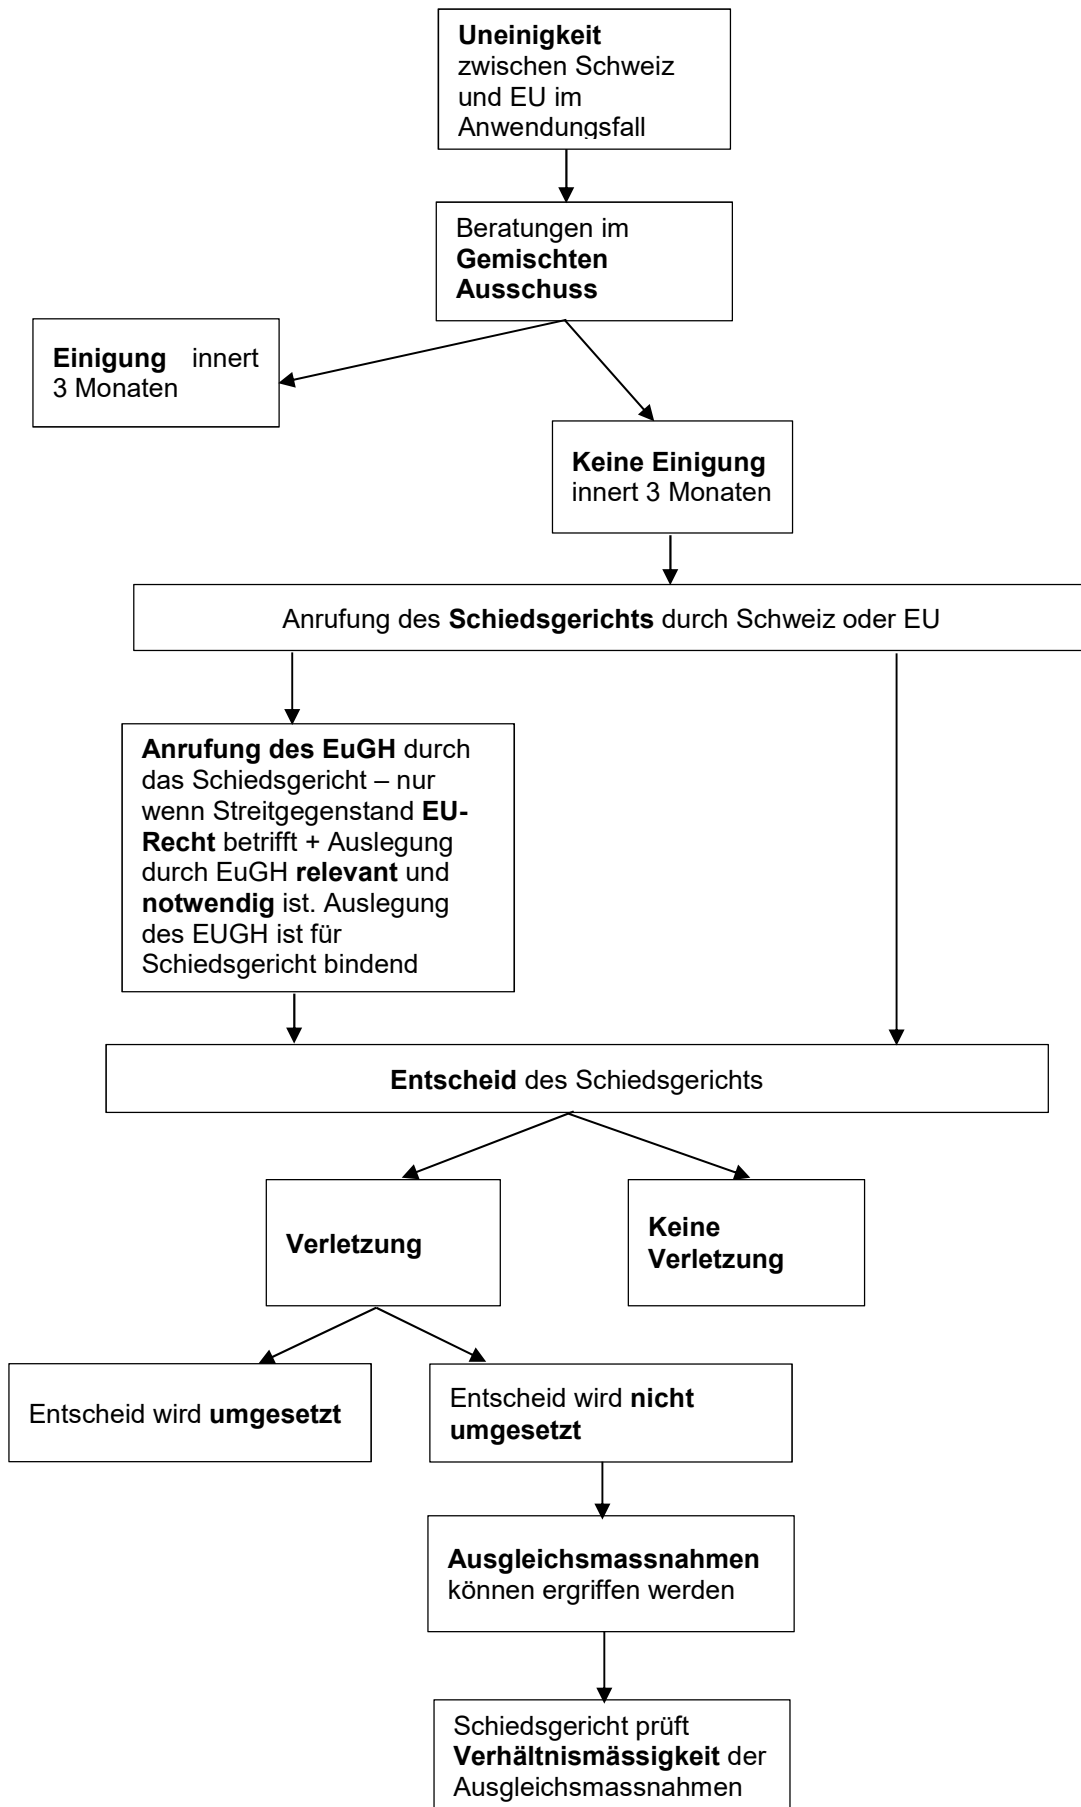 Uneinigkeit
zwischen Schweiz
und EU im
Anwendungsfall
Beratungen im
Gemischten
Ausschuss
Einigung innert
3 Monaten
Keine Einigung
innert 3 Monaten
Anrufung des Schiedsgerichts durch Schweiz oder EU
Anrufung des EuGH durch
das Schiedsgericht – nur
wenn Streitgegenstand EU-
Recht betrifft + Auslegung
durch EuGH relevant und
notwendig ist. Auslegung
des EUGH ist für
Schiedsgericht bindend
Entscheid des Schiedsgerichts
Verletzung
Keine
Verletzung
Entscheid wird umgesetzt
Entscheid wird nicht
umgesetzt
Ausgleichsmassnahmen
können ergriffen werden
Schiedsgericht prüft
Verhältnismässigkeit der
Ausgleichsmassnahmen